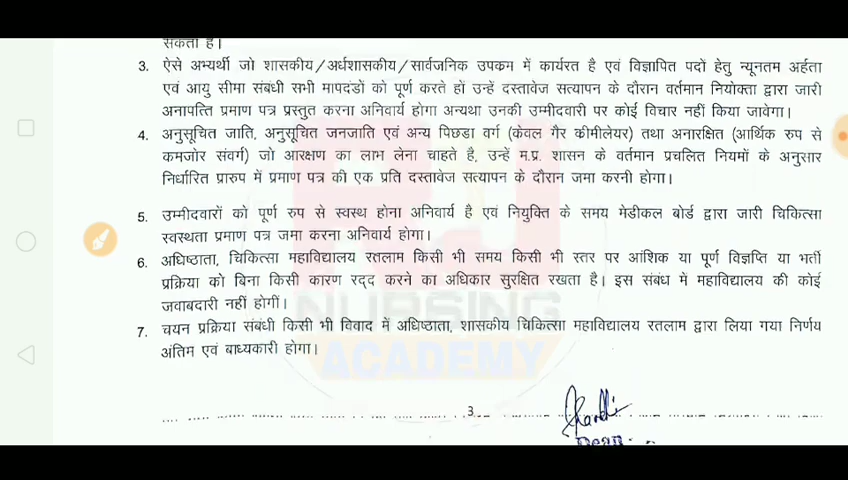 सकता है।
3. ऐसे अभ्यर्थी जो शासकीय/अर्धशासकीय/सार्वजनिक उपक्रम में कार्यरत है एवं विज्ञापित पदों हेतु न्यूनतम अर्हता
एवं आयु सीमा संबंधी सभी मापदंडों को पूर्ण करते हों उन्हें दस्तावेज सत्यापन के दौरान वर्तमान नियोक्ता द्वारा जारी
अनापत्ति प्रमाण पत्र प्रस्तुत करना अनिवार्य होगा अन्यथा उनकी उम्मीदवारी पर कोई विचार नहीं किया जावेगा।
4. अनुसूचित जाति, अनुसूचित जनजाति एवं अन्य पिछडा वर्ग (केवल गैर क्रीमीलेयर) तथा अनारक्षित (आर्थिक रुप से
कमजोर संवर्ग) जो आरक्षण का लाभ लेना चाहते है, उन्हें म.प्र. शासन के वर्तमान प्रचलित नियमों के अनुसार
निर्धारित प्रारुप में प्रमाण पत्र की एक प्रति दस्तावेज सत्यापन के दौरान जमा करनी होगा।
5. उम्मीदवारों को पूर्ण रुप से स्वस्थ होना अनिवार्य है एवं नियुक्ति के समय मेडीकल बोर्ड द्वारा जारी चिकित्सा
स्वस्थता प्रमाण पत्र जमा करना अनिवार्य होगा।
6. अधिष्ठाता, चिकित्सा महाविद्यालय रतलाम किसी भी समय किसी भी स्तर पर आंशिक या पूर्ण विज्ञप्ति या भर्ती
प्रक्रिया को बिना किसी कारण रद्द करने का अधिकार सुरक्षित रखता है। इस संबंध में महाविद्यालय की कोई
जवाबदारी नहीं होगीं।
7. चयन प्रक्रिया संबंधी किसी भी विवाद में अधिष्ठाता, शासकीय चिकित्सा महाविद्यालय रतलाम द्वारा लिया गया निर्णय
अंतिम एवं बाध्यकारी होगा।
RJ
NURSING
ACADEMY
3
Dean